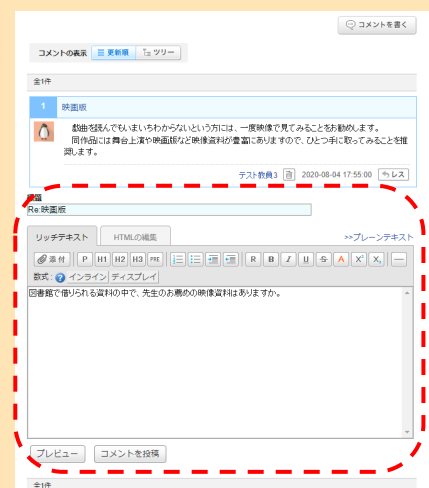 コメントを書く
コメントの表示 更新順 ツリー
全1件
1 映画版
戯曲を読んでもいまいちわからないという方には、一度映像で見てみることをお勧めします。
同作品には舞台上演や映画版など映像資料が豊富にありますので、ひとつ手に取ってみることを推
奨します。
テスト教員3 2020-08-04 17:55:00 レス
標題
Re:映画版
リッチテキスト HTMLの編集 >>プレーンテキスト
添付 P H1 H2 H3 PRE R B I U S A X² X₂ —
数式: ? インライン ディスプレイ
図書館で借りられる資料の中で、先生のお薦めの映像資料はありますか。
プレビュー コメントを投稿
全1件